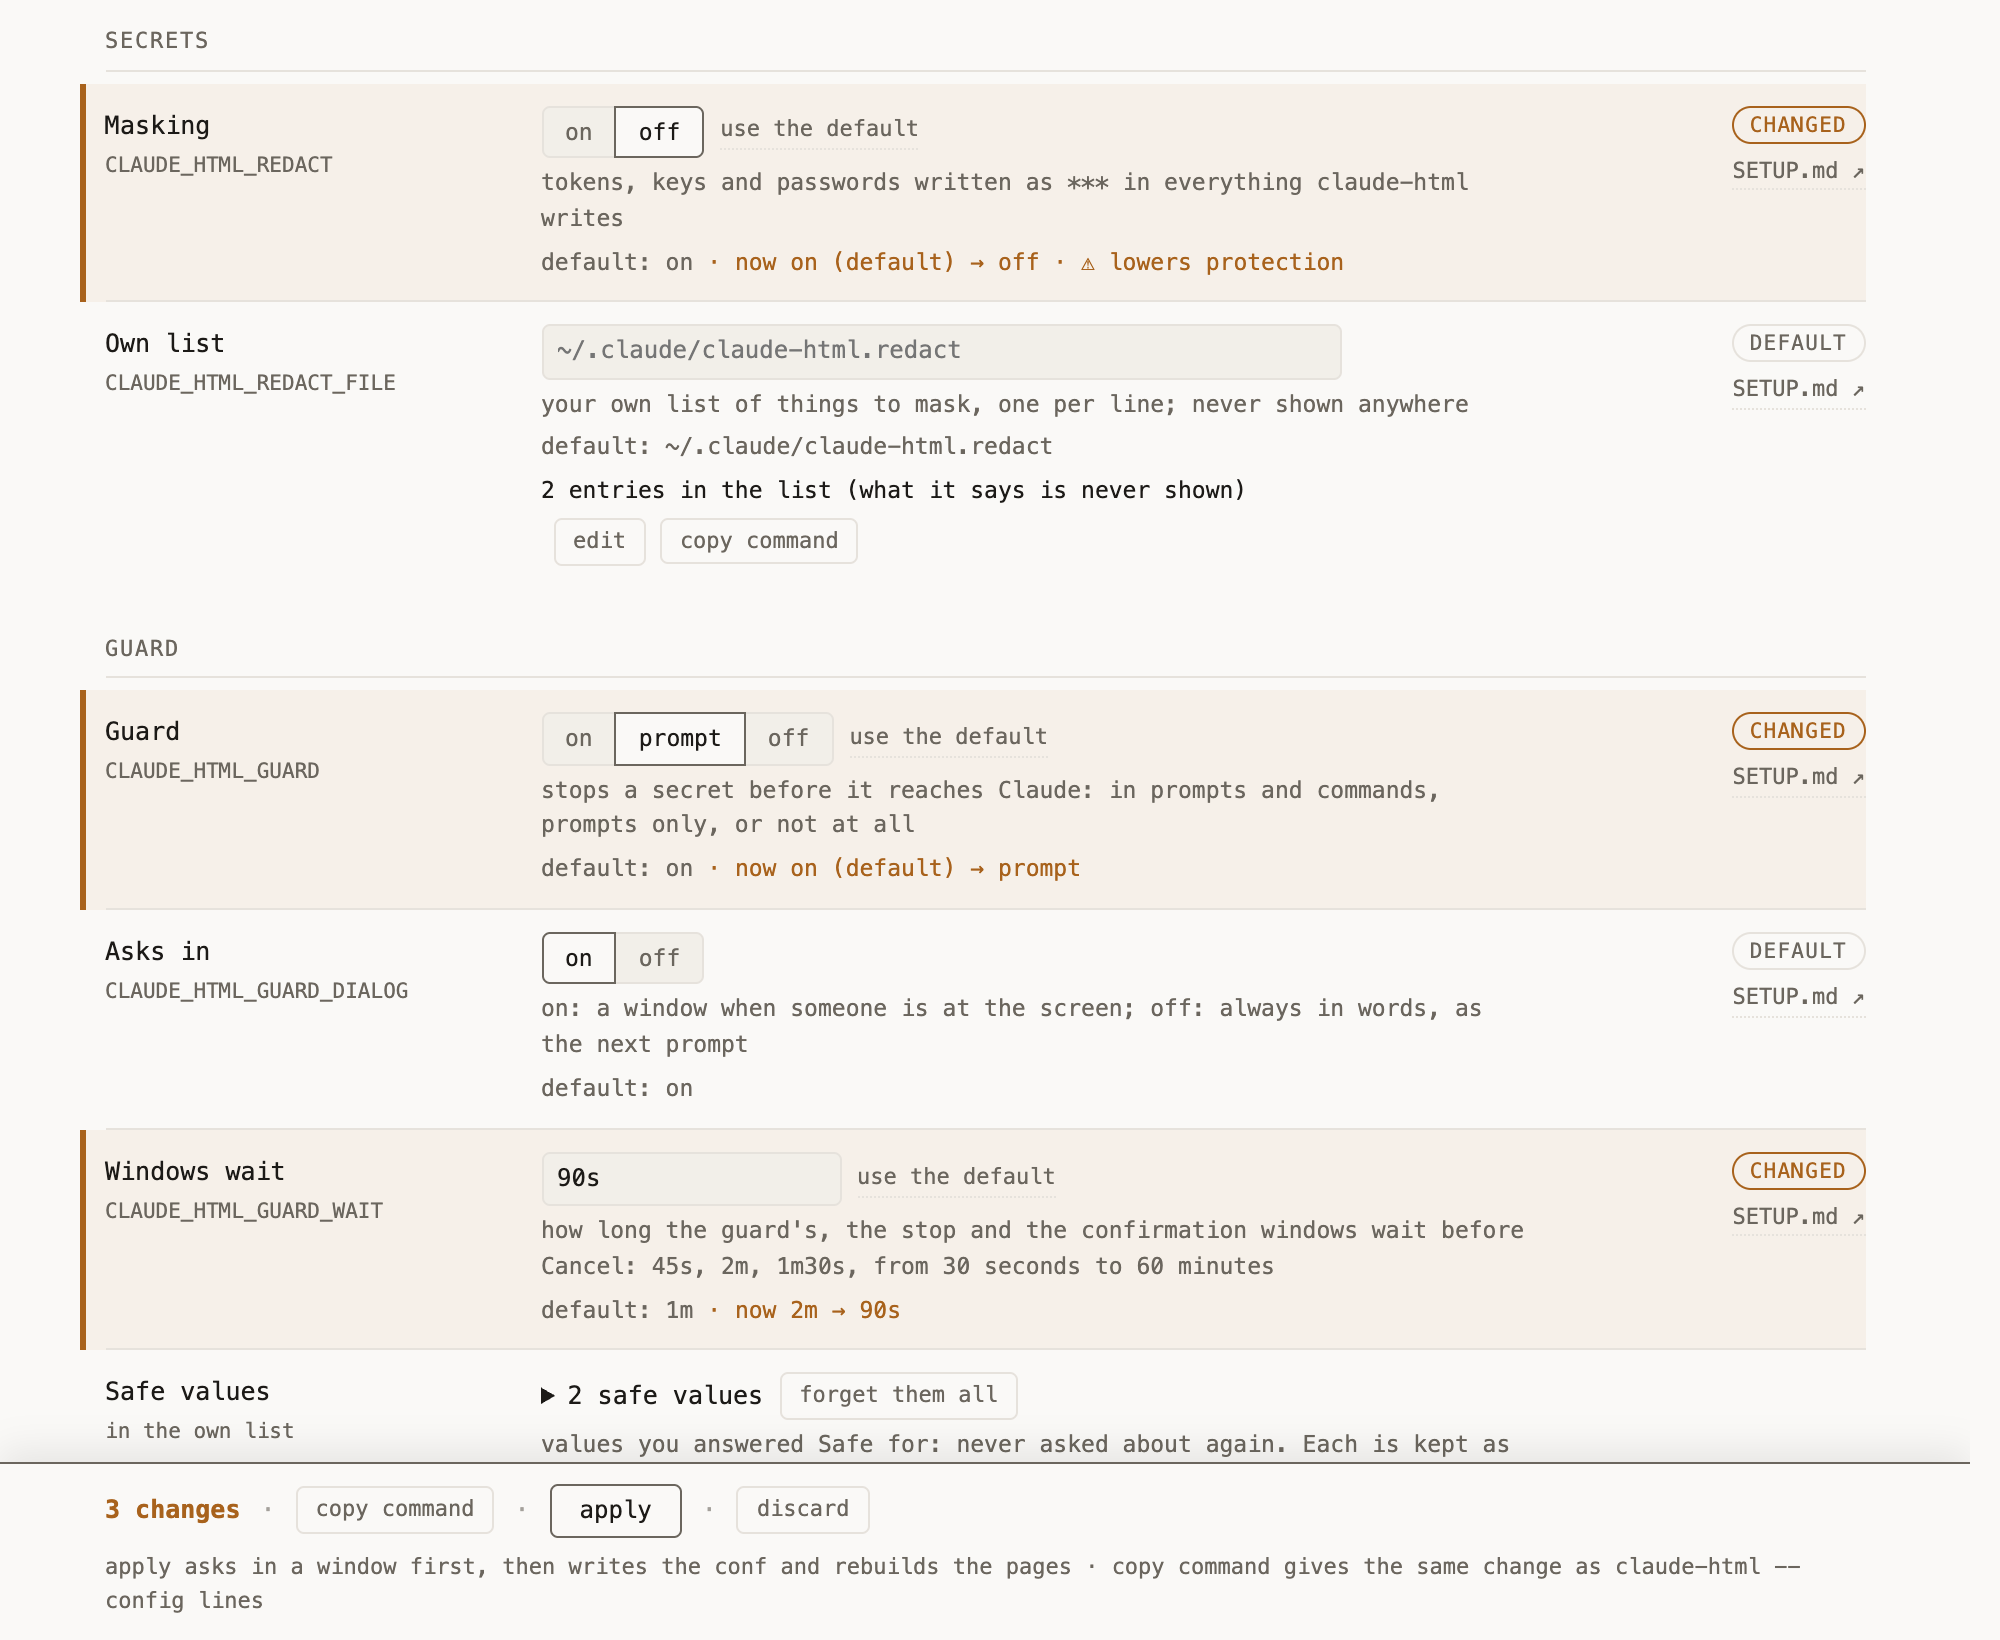 SECRETS
Masking
CLAUDE_HTML_REDACT
on off use the default
tokens, keys and passwords written as *** in everything claude-html
writes
default: on · now on (default) → off · ⚠ lowers protection
CHANGED
SETUP.md ↗
Own list
CLAUDE_HTML_REDACT_FILE
~/.claude/claude-html.redact
your own list of things to mask, one per line; never shown anywhere
default: ~/.claude/claude-html.redact
2 entries in the list (what it says is never shown)
edit copy command
DEFAULT
SETUP.md ↗
GUARD
Guard
CLAUDE_HTML_GUARD
on prompt off use the default
stops a secret before it reaches Claude: in prompts and commands,
prompts only, or not at all
default: on · now on (default) → prompt
CHANGED
SETUP.md ↗
Asks in
CLAUDE_HTML_GUARD_DIALOG
on off
on: a window when someone is at the screen; off: always in words, as
the next prompt
default: on
DEFAULT
SETUP.md ↗
Windows wait
CLAUDE_HTML_GUARD_WAIT
90s use the default
how long the guard's, the stop and the confirmation windows wait before
Cancel: 45s, 2m, 1m30s, from 30 seconds to 60 minutes
default: 1m · now 2m → 90s
CHANGED
SETUP.md ↗
Safe values
in the own list
▶ 2 safe values forget them all
values you answered Safe for: never asked about again. Each is kept as
3 changes · copy command · apply · discard
apply asks in a window first, then writes the conf and rebuilds the pages · copy command gives the same change as claude-html --
config lines